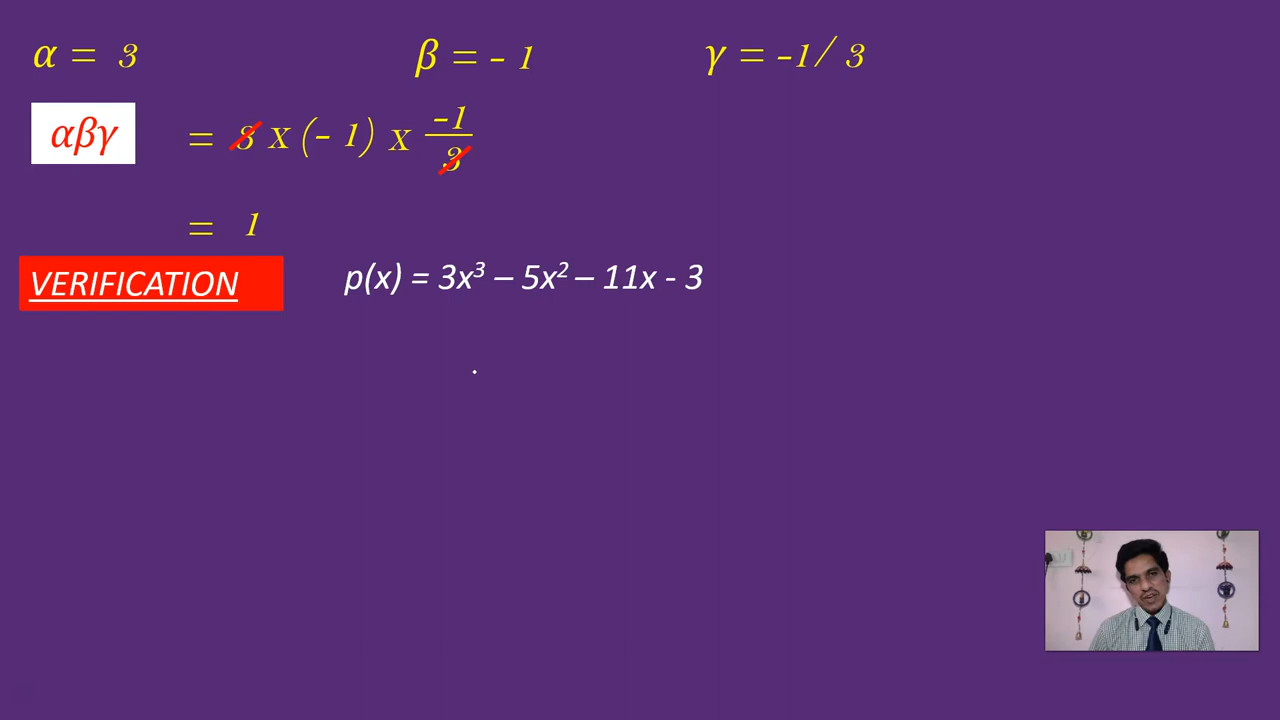 α = 3 β = - 1 γ = -1/ 3
αβγ = 3 x (- 1) x -1/3
= 1
VERIFICATION p(x) = 3x³ – 5x² – 11x - 3